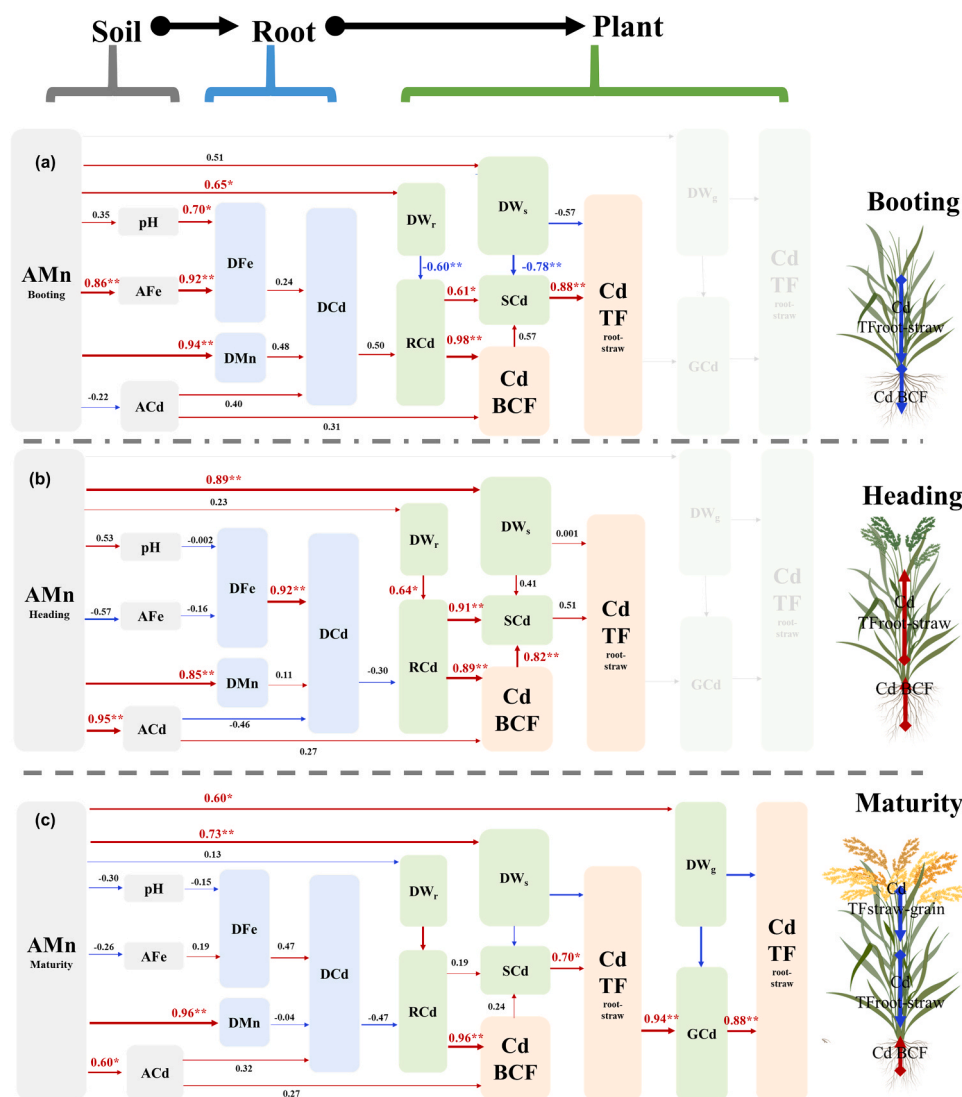 Soil Root Plant
(a)
AMn
Booting
0.51
0.65*
0.35
pH
0.70*
0.86**
AFe
0.92**
DFe
0.24
0.94**
DMn
0.48
-0.22
ACd
0.40
0.31
DCd
0.50
DWr
-0.60**
RCd
0.61*
0.98**
DWs
-0.57
-0.78**
SCd
0.88**
0.57
Cd
BCF
Cd
TF
root-
straw
DWg
GCd
Cd
TF
root-
straw
Booting
Cd
TFroot-straw
Cd BCF
(b)
AMn
Heading
0.89**
0.23
0.53
pH
-0.002
-0.57
AFe
-0.16
DFe
0.92**
0.85**
DMn
0.11
0.95**
ACd
-0.46
0.27
DCd
-0.30
DWr
0.64*
RCd
0.91**
0.89**
DWs
0.001
0.41
SCd
0.51
0.82**
Cd
BCF
Cd
TF
root-
straw
DWg
GCd
Cd
TF
root-
straw
Heading
Cd
TFroot-straw
Cd BCF
(c)
AMn
Maturity
0.60*
0.73**
0.13
-0.30
pH
-0.15
-0.26
AFe
0.19
DFe
0.47
0.96**
DMn
-0.04
0.60*
ACd
0.32
0.27
DCd
-0.47
DWr
RCd
0.19
0.96**
DWs
SCd
0.70*
0.24
Cd
BCF
Cd
TF
root-
straw
0.94**
DWg
GCd
0.88**
Cd
TF
root-
straw
Maturity
Cd
TFstraw-grain
Cd
TFroot-straw
Cd BCF